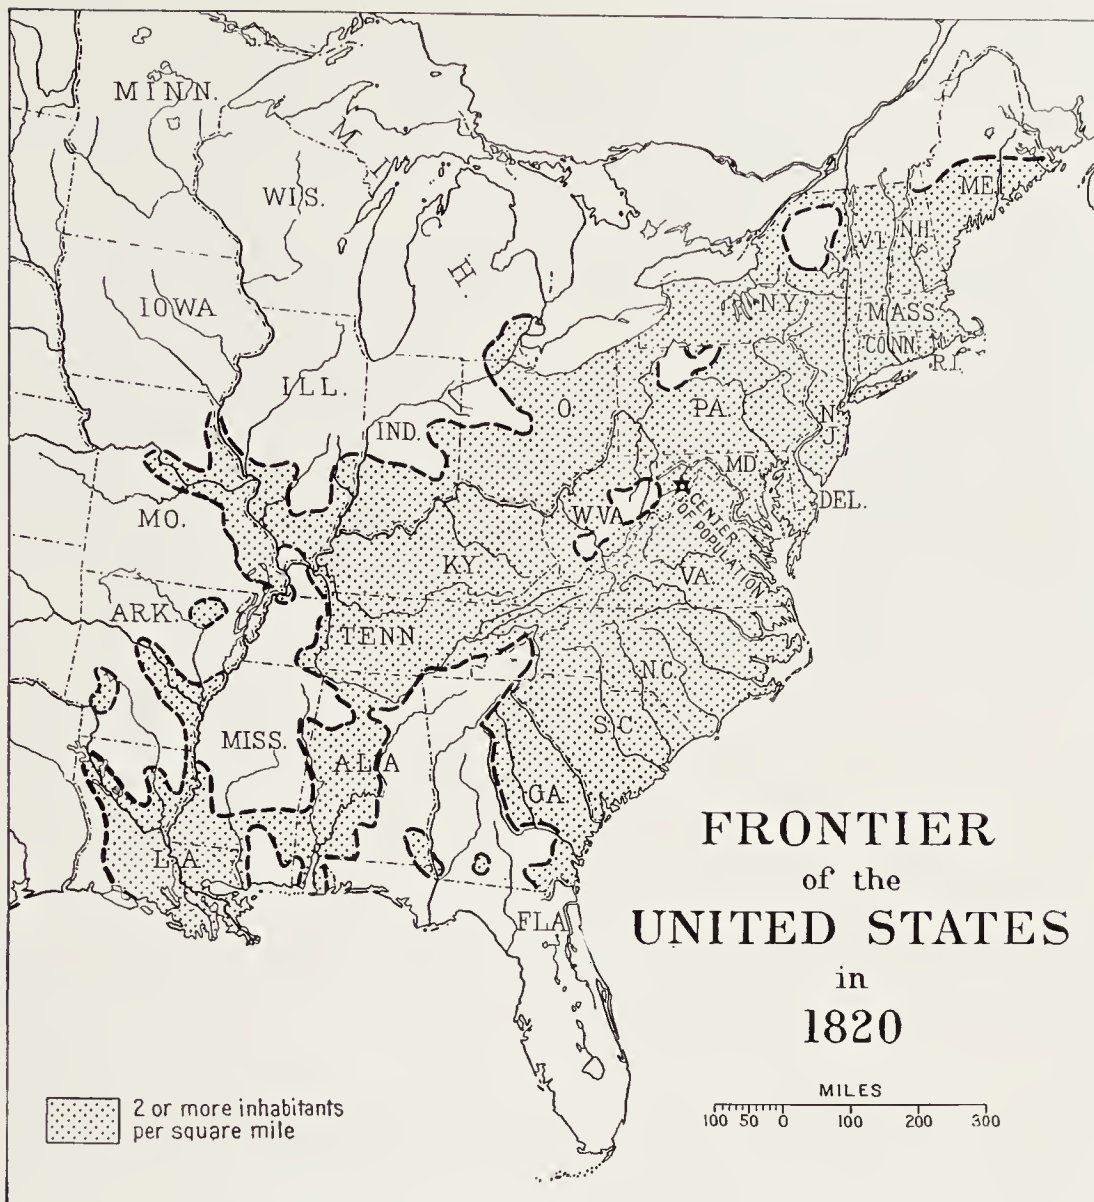 MINN.
WIS.
MICH.
ME.
VT.
N.H.
N.Y.
MASS.
CONN.
R.I.
IOWA
ILL.
IND.
O.
PA.
N.J.
MD.
DEL.
MO.
W.VA.
CENTER
OF POPULATION
KY.
VA.
ARK.
TENN.
N.C.
MISS.
ALA
S.C.
GA.
LA.
FLA.
FRONTIER
of the
UNITED STATES
in
1820
MILES
100 50 0 100 200 300
2 or more inhabitants
per square mile